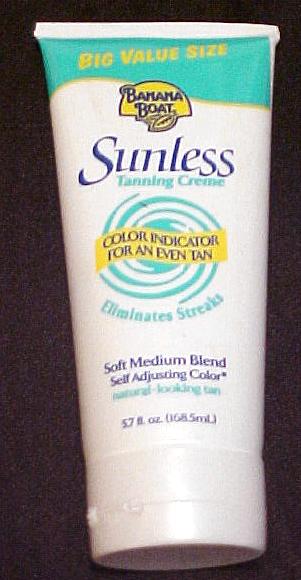 BIG VALUE SIZE
BANANA
BOAT
Sunless
Tanning Creme
COLOR INDICATOR
FOR AN EVEN TAN
Eliminates Streaks
Soft Medium Blend
Self Adjusting Color*
natural-looking tan
5.7 fl. oz. (168.5mL)